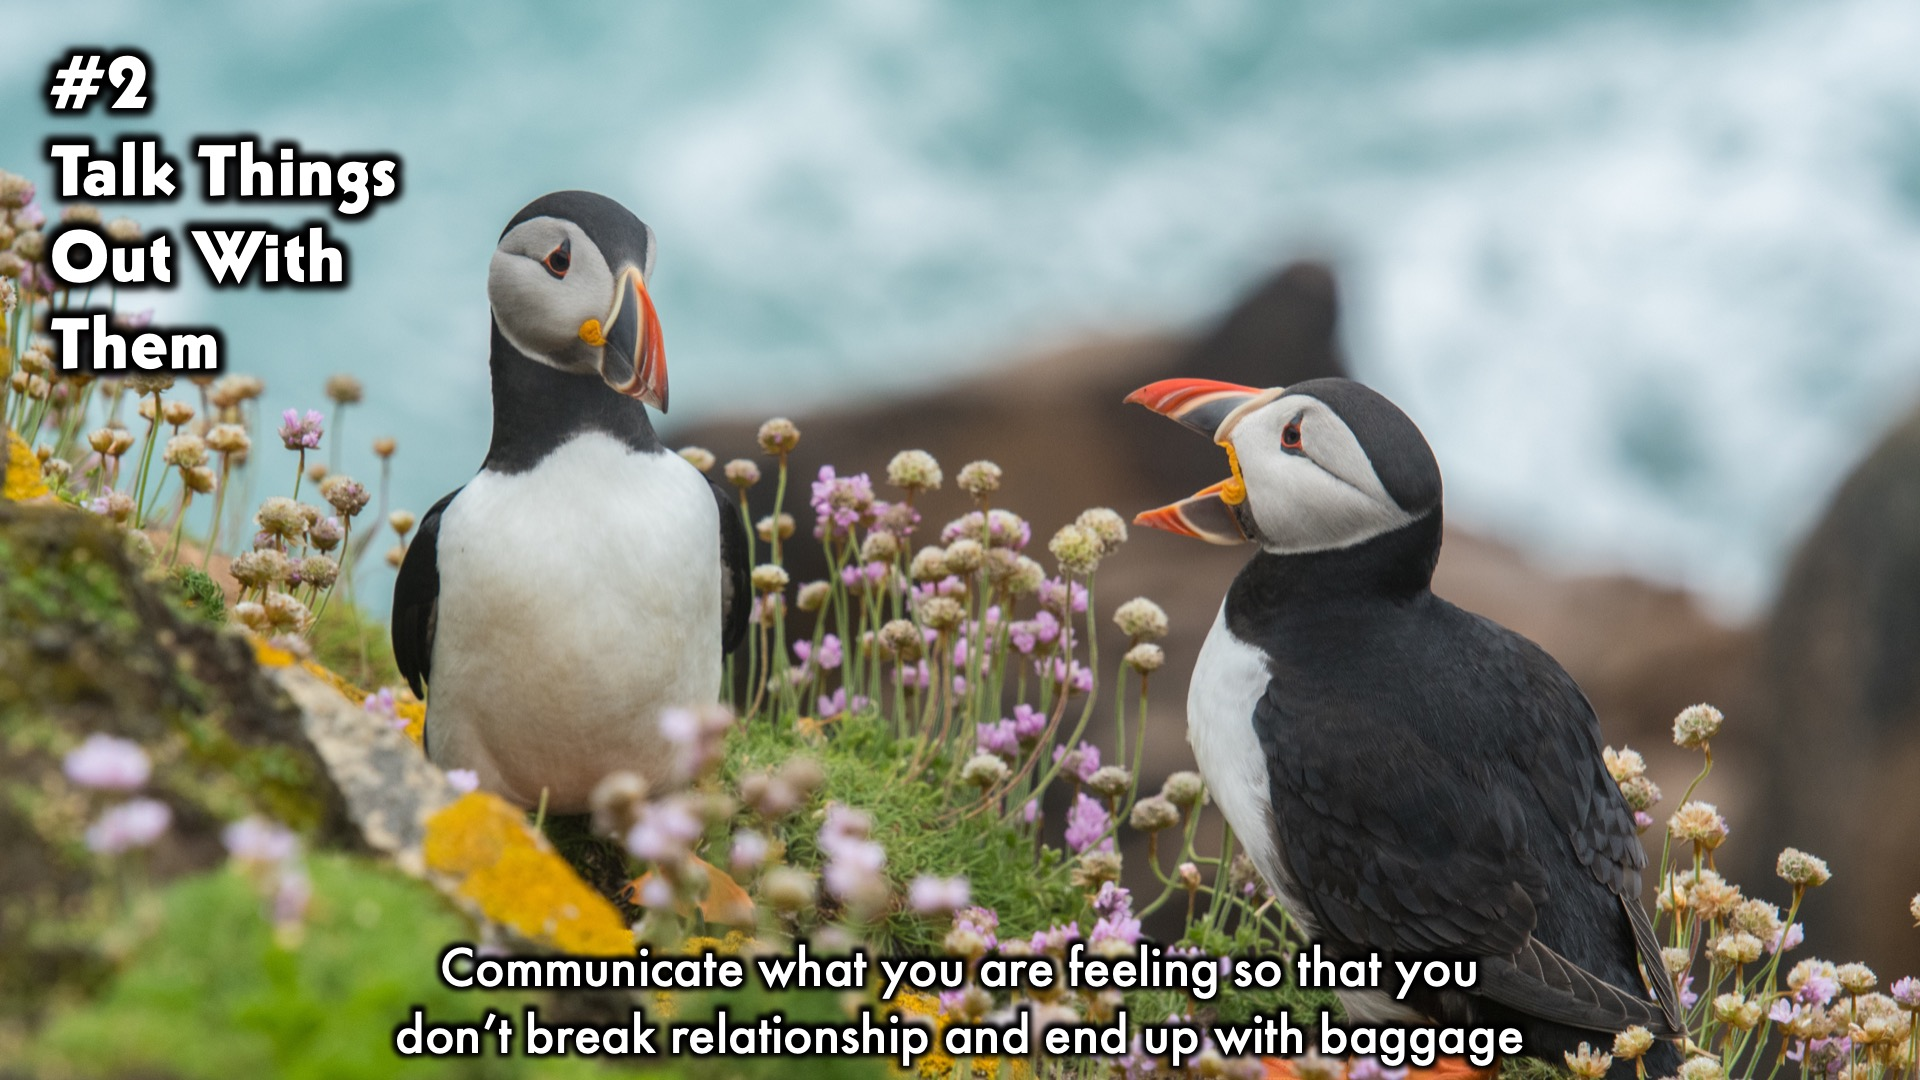 #2
Talk Things
Out With
Them
Communicate what you are feeling so that you
don't break relationship and end up with baggage